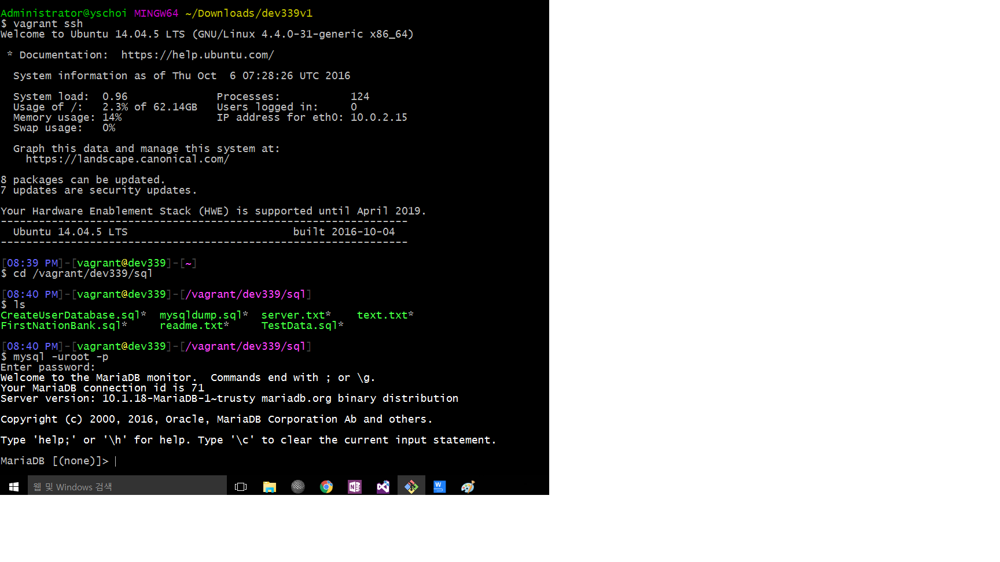 Administrator@yschoi MINGW64 ~/Downloads/dev339v1
$ vagrant ssh
Welcome to Ubuntu 14.04.5 LTS (GNU/Linux 4.4.0-31-generic x86_64)
* Documentation:  https://help.ubuntu.com/
System information as of Thu Oct  6 07:28:26 UTC 2016
System load:  0.96              Processes:           124
Usage of /:   2.3% of 62.14GB   Users logged in:     0
Memory usage: 14%               IP address for eth0: 10.0.2.15
Swap usage:   0%
Graph this data and manage this system at:
https://landscape.canonical.com/
8 packages can be updated.
7 updates are security updates.
Your Hardware Enablement Stack (HWE) is supported until April 2019.
----------------------------------------------------------------
Ubuntu 14.04.5 LTS                          built 2016-10-04
----------------------------------------------------------------
[08:39 PM]-[vagrant@dev339]-[~]
$ cd /vagrant/dev339/sql
[08:40 PM]-[vagrant@dev339]-[/vagrant/dev339/sql]
$ ls
CreateUserDatabase.sql*  mysqldump.sql*  server.txt*    text.txt*
FirstNationBank.sql*     readme.txt*     TestData.sql*
[08:40 PM]-[vagrant@dev339]-[/vagrant/dev339/sql]
$ mysql -uroot -p
Enter password:
Welcome to the MariaDB monitor.  Commands end with ; or \g.
Your MariaDB connection id is 71
Server version: 10.1.18-MariaDB-1~trusty mariadb.org binary distribution
Copyright (c) 2000, 2016, Oracle, MariaDB Corporation Ab and others.
Type 'help;' or '\h' for help. Type '\c' to clear the current input statement.
MariaDB [(none)]>
웹 및 Windows 검색